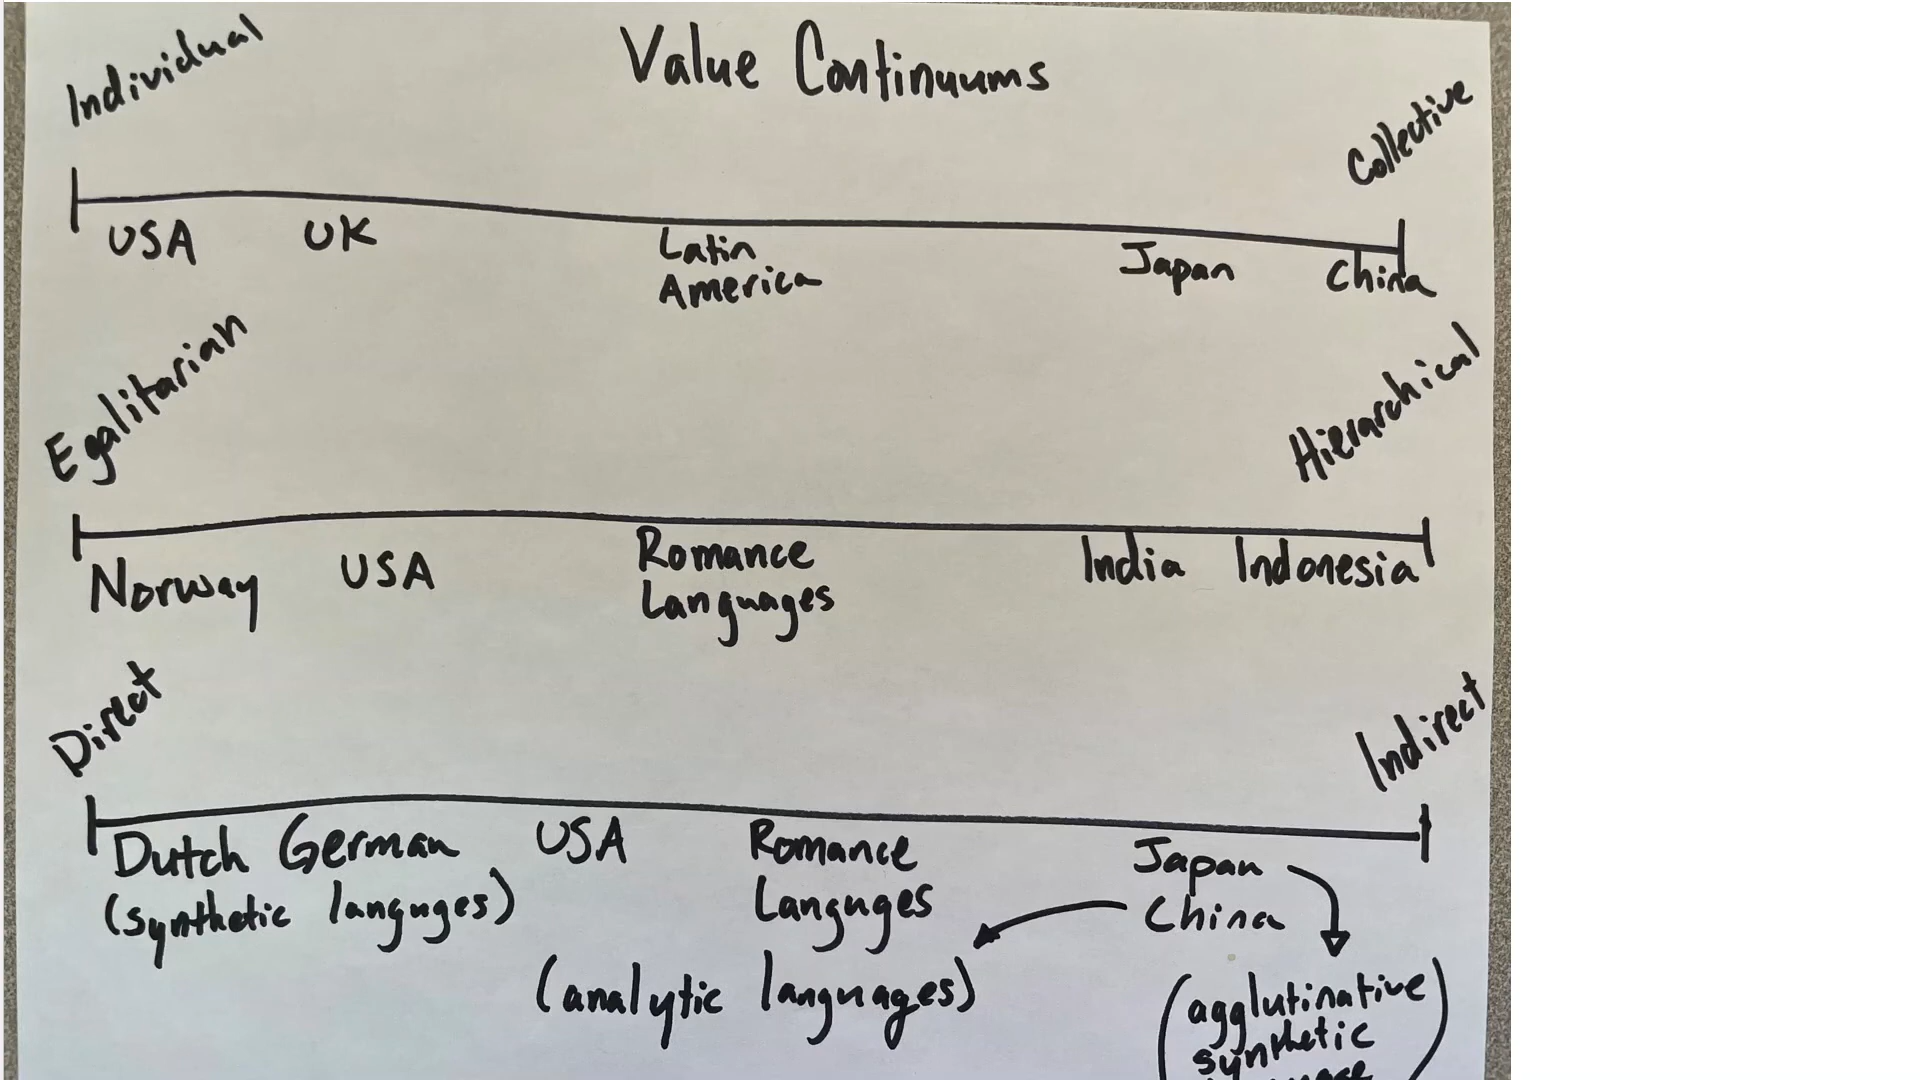 Value Continuums
Individual
Collective
USA UK Latin America Japan China
Egalitarian
Hierarchical
Norway USA Romance Languages India Indonesia
Direct
Indirect
Dutch German USA Romance Languges Japan
(synthetic languges) China
(analytic languages)
(agglutinative
synthetic